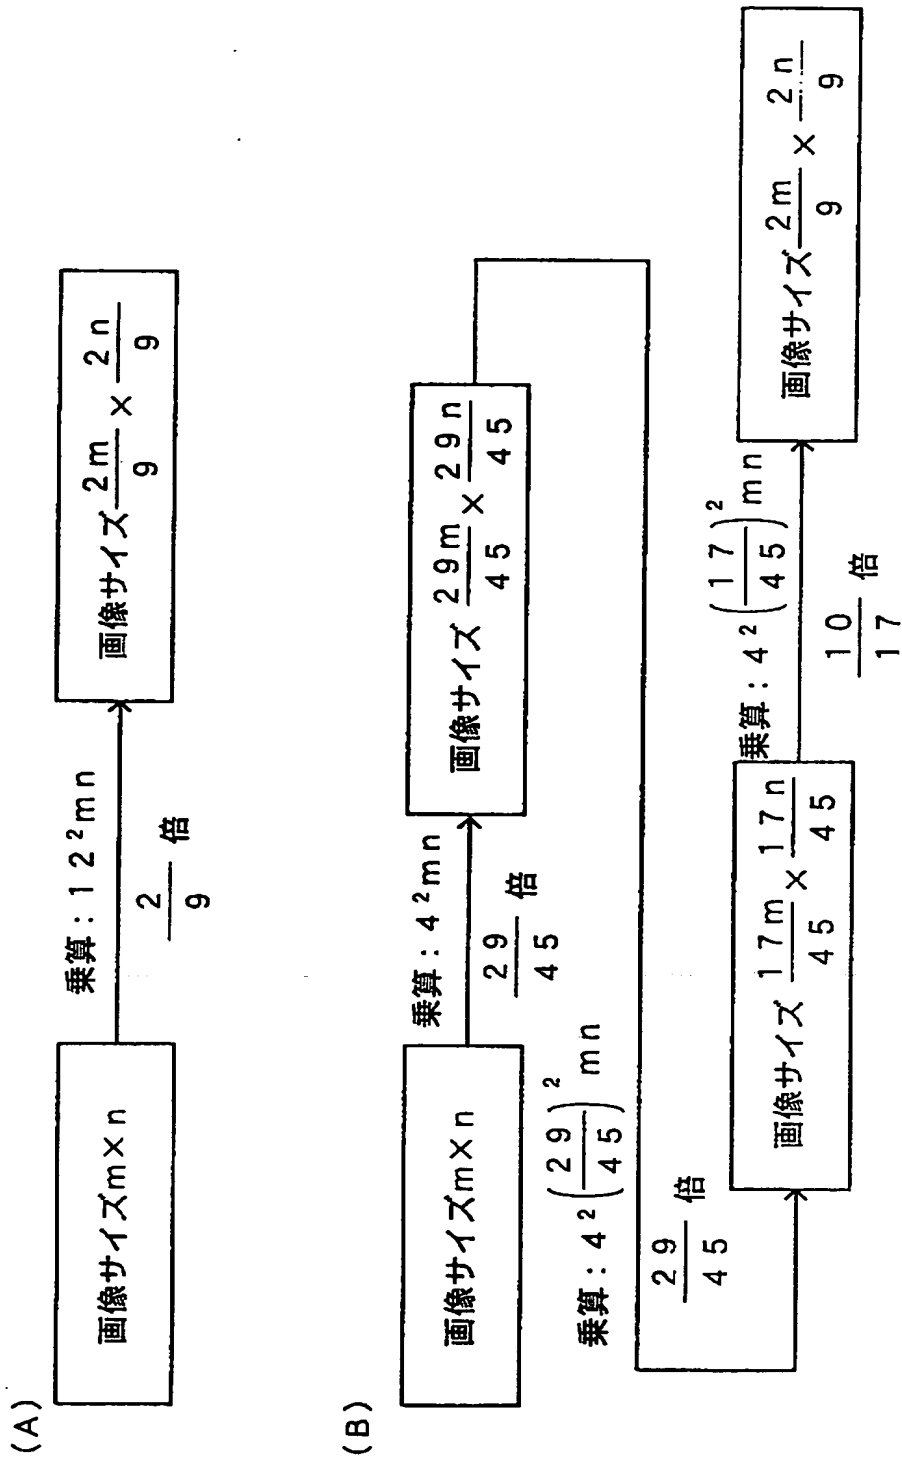 (A)
画像サイズm×n
乗算：12²mn
2/9 倍
画像サイズ 2m/9 × 2n/9
(B)
画像サイズm×n
乗算：4²mn
29/45 倍
画像サイズ 29m/45 × 29n/45
乗算：4²(29/45)² mn
29/45 倍
画像サイズ 17m/45 × 17n/45
乗算：4²(17/45)² mn
10/17 倍
画像サイズ 2m/9 × 2n/9